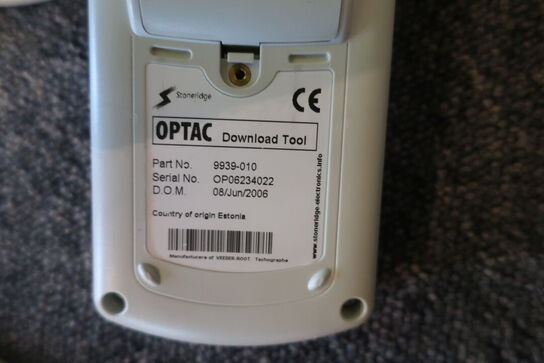 Stoneridge
CE
OPTAC Download Tool
Part No. 9939-010
Serial No. OP06234022
D.O.M. 08/Jun/2006
Country of origin Estonia
Manufacturers of VEEDER-ROOT Tachographs
www.stoneridge-electronics.info